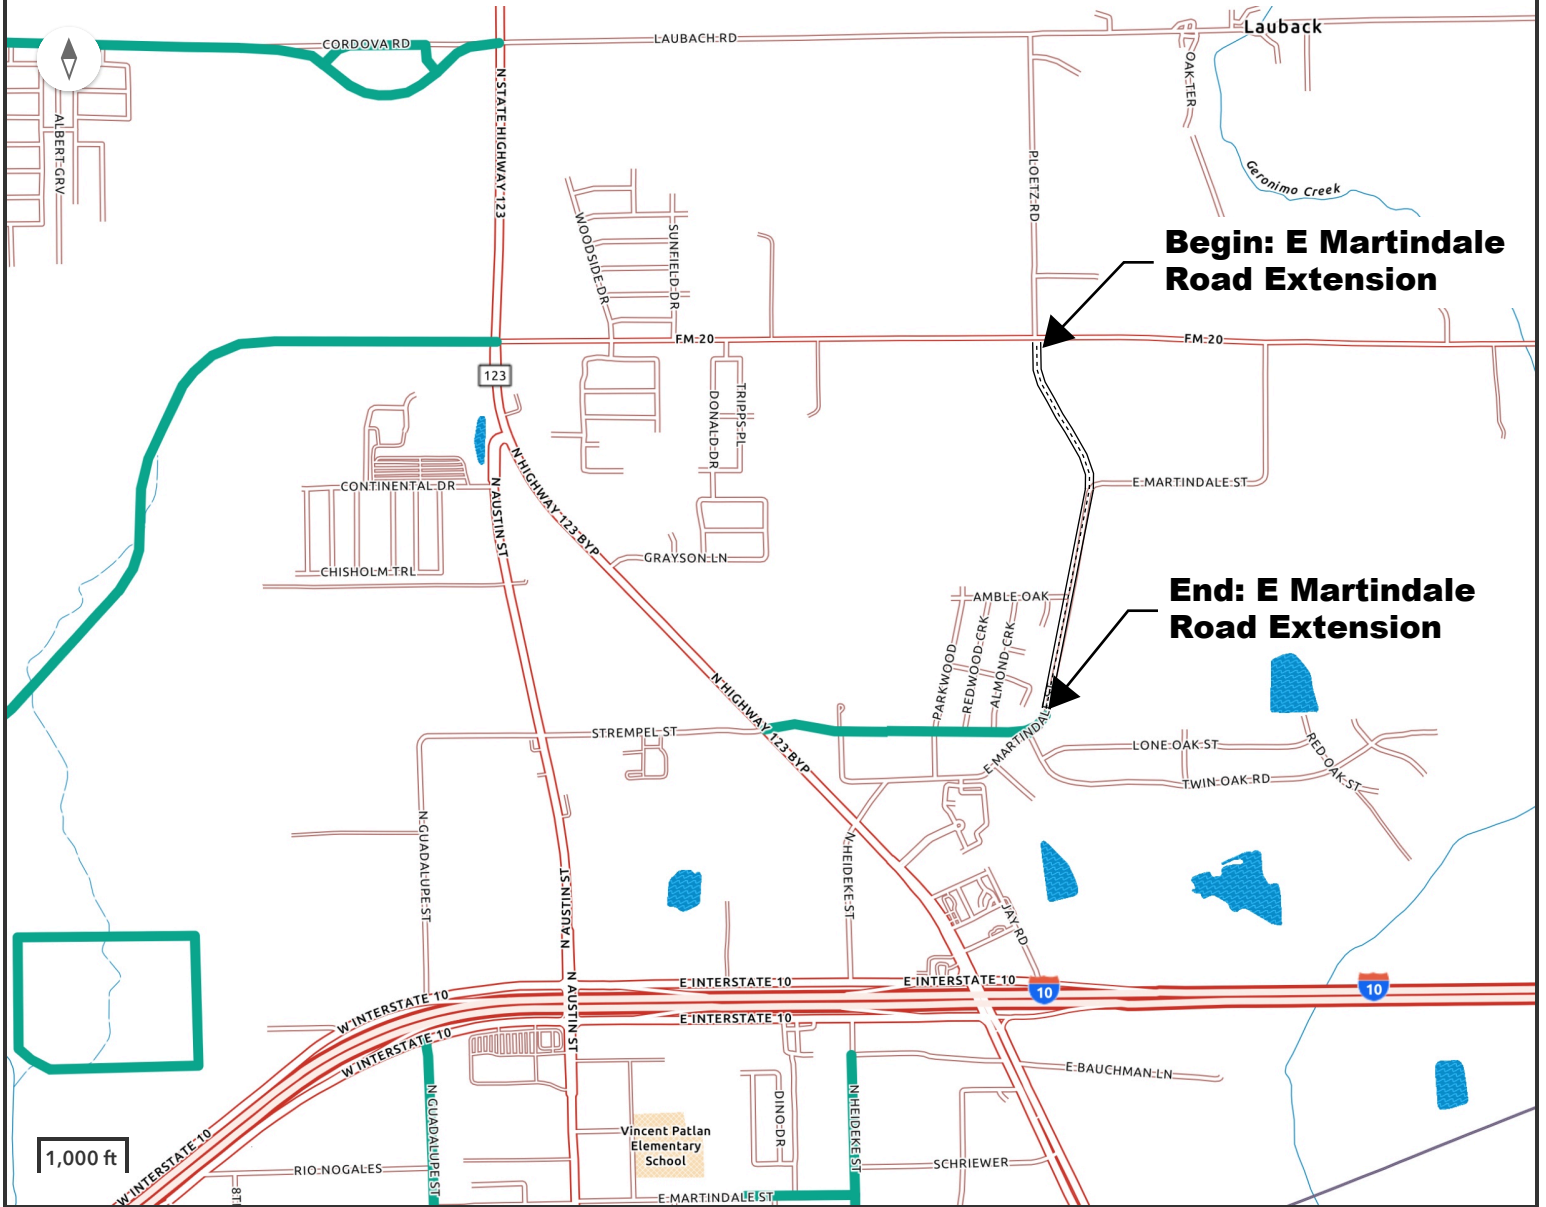 Lauback
CORDOVA RD
LAUBACH RD
N STATE HIGHWAY 123
OAK TER
ALBERT GRV
PLOETZ RD
Geronimo Creek
WOODSIDE DR
SUNFIELD DR
Begin: E Martindale
Road Extension
FM 20
FM 20
123
TRIPPS PL
DONALD DR
N HIGHWAY 123 BYP
CONTINENTAL DR
N AUSTIN ST
E MARTINDALE ST
GRAYSON LN
CHISHOLM TRL
AMBLE OAK
End: E Martindale
Road Extension
PARKWOOD
REDWOOD CRK
ALMOND CRK
N HIGHWAY 123 BYP
STREMPEL ST
E MARTINDALE
LONE OAK ST
RED OAK ST
TWIN OAK RD
N GUADALUPE ST
N HEIDEKE ST
N AUSTIN ST
JAY RD
E INTERSTATE 10
E INTERSTATE 10
10
10
W INTERSTATE 10
N AUSTIN ST
E INTERSTATE 10
W INTERSTATE 10
E BAUCHMAN LN
N GUADALUPE ST
DINO DR
N HEIDEKE ST
Vincent Patlan
Elementary
School
1,000 ft
W INTERSTATE 10
RIO NOGALES
SCHRIEWER
E MARTINDALE ST